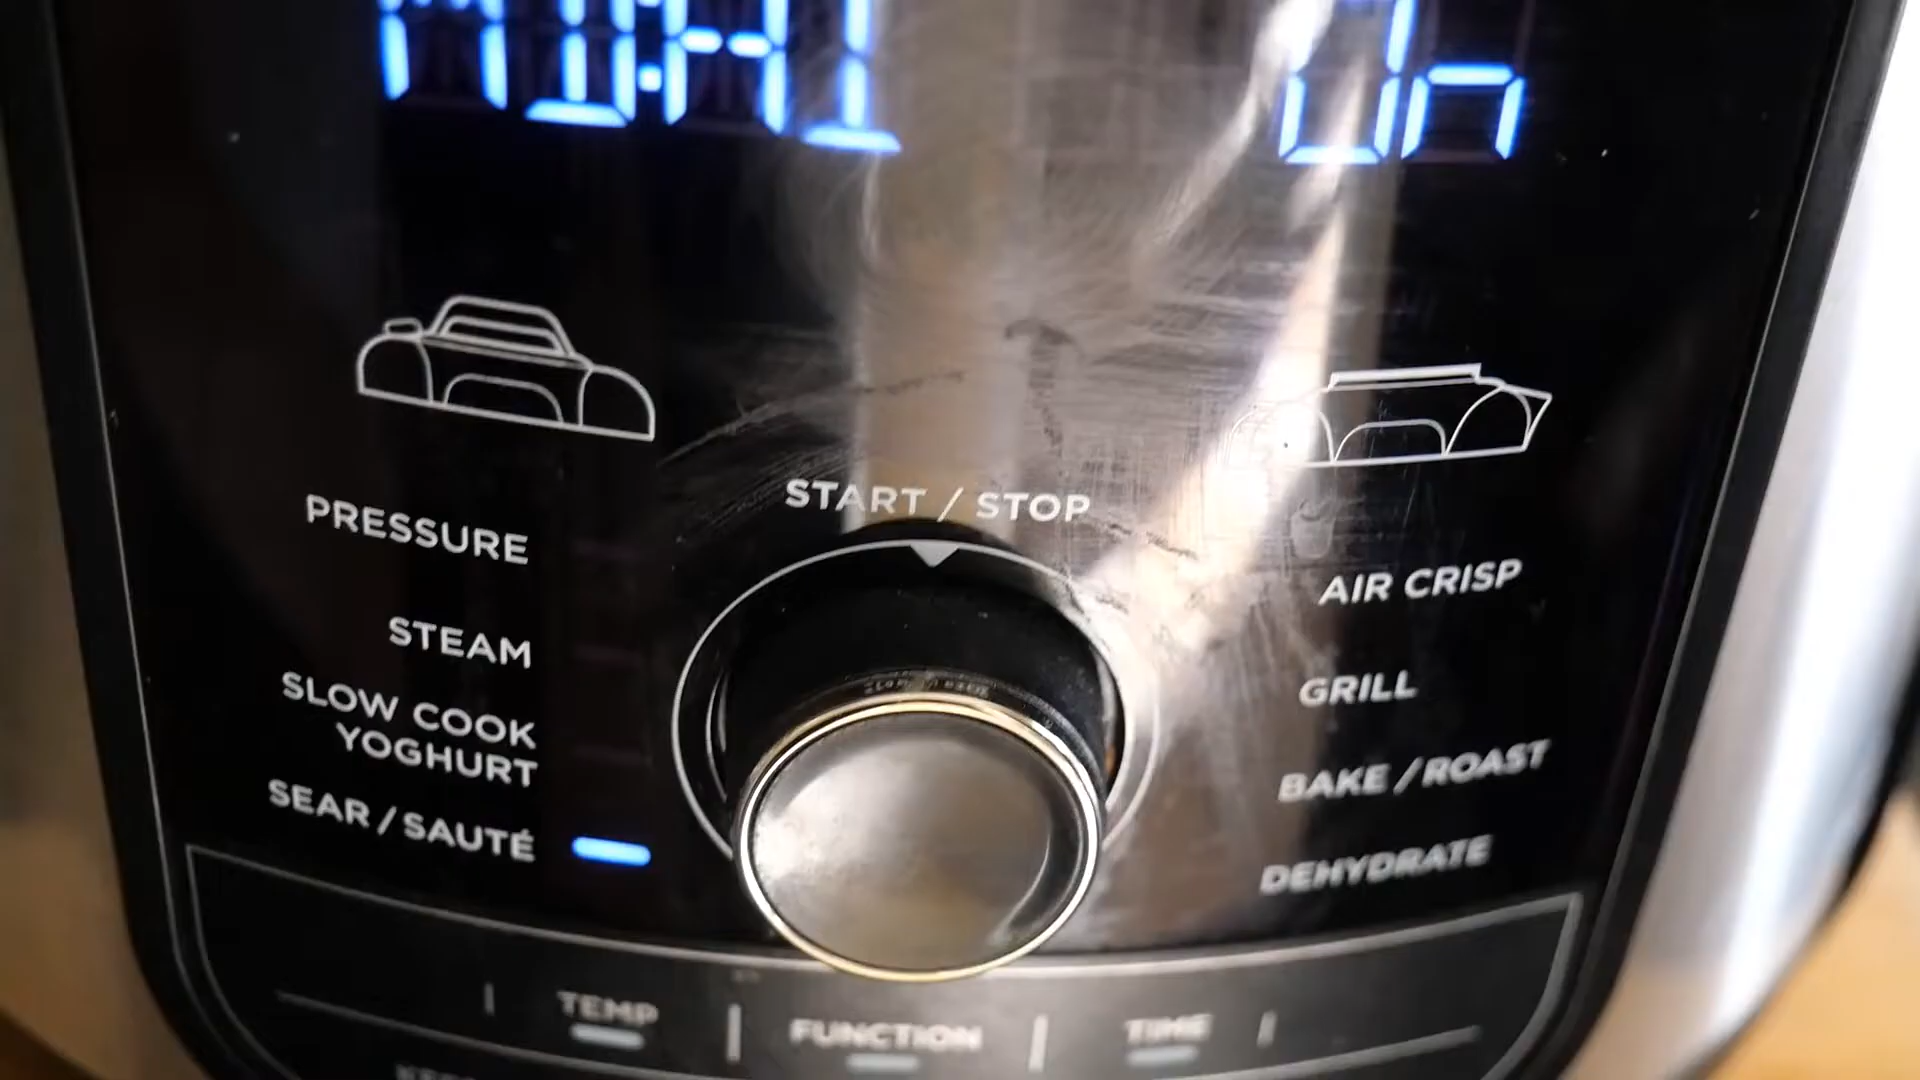 START / STOP
PRESSURE
STEAM
SLOW COOK
YOGHURT
SEAR / SAUTÉ
AIR CRISP
GRILL
BAKE / ROAST
DEHYDRATE
TEMP
FUNCTION
TIME